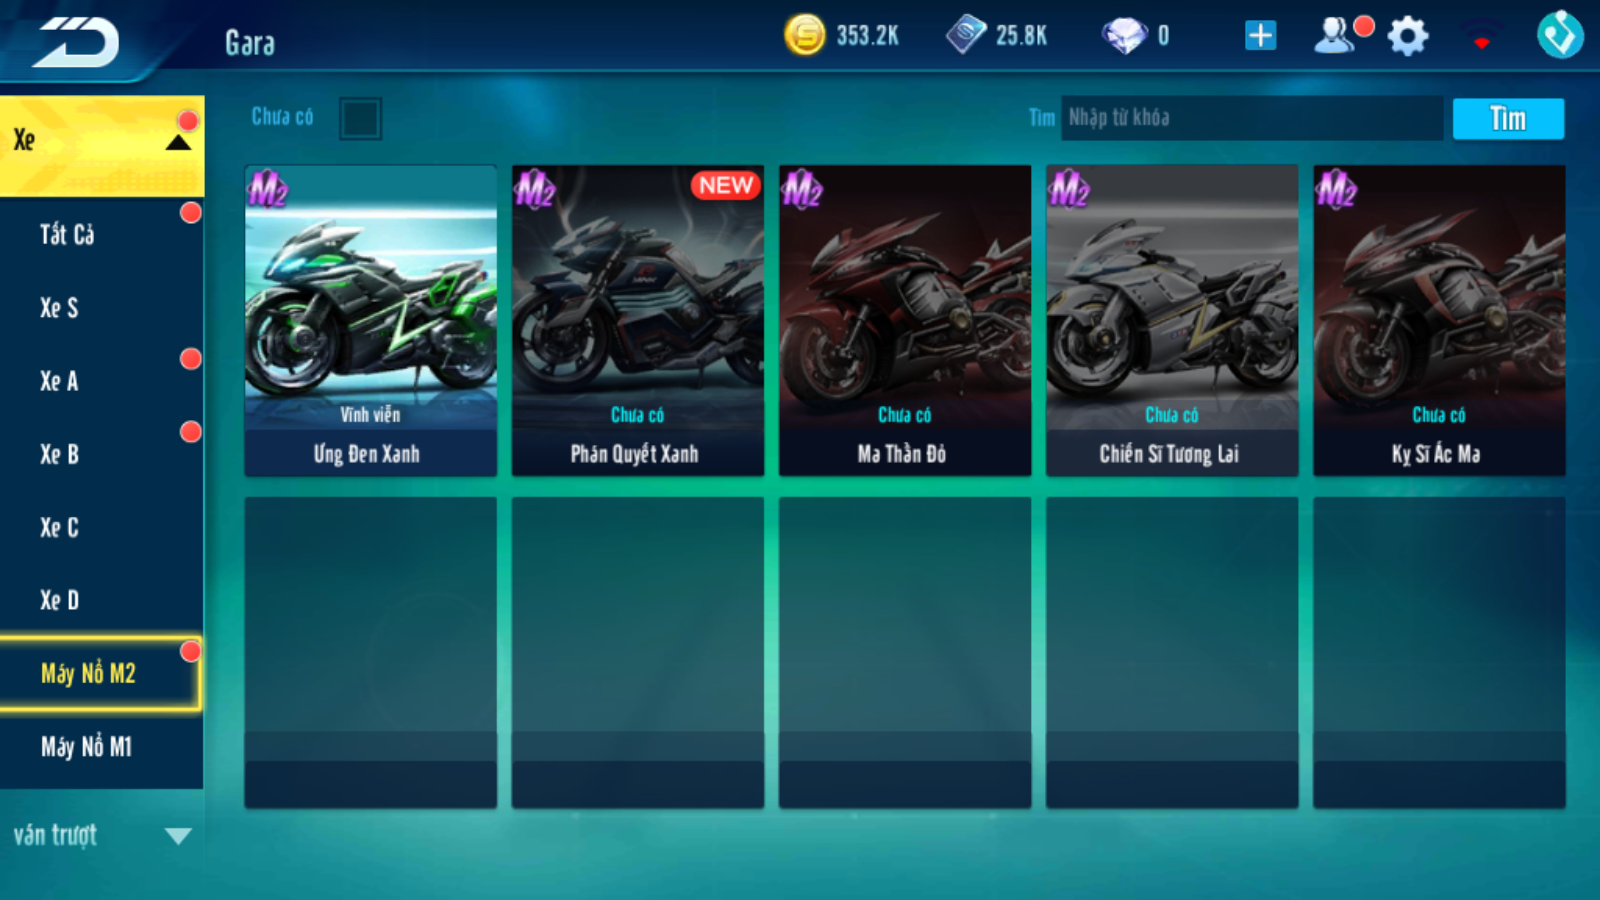 Gara
353.2K
25.8K
0
Xe
Chưa có
Tìm
Nhập từ khóa
Tìm
Tất Cả
Xe S
Xe A
Xe B
Xe C
Xe D
Máy Nổ M2
Máy Nổ M1
ván trượt
M2
Vĩnh viễn
Ưng Đen Xanh
M2
NEW
Chưa có
Phán Quyết Xanh
M2
Chưa có
Ma Thần Đỏ
M2
Chưa có
Chiến Sĩ Tương Lai
M2
Chưa có
Kỵ Sĩ Ác Ma